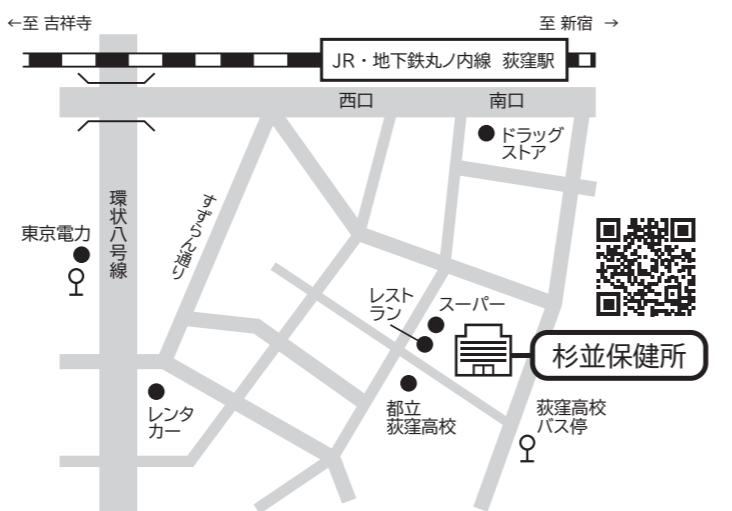 ←至 吉祥寺
至 新宿 →
JR・地下鉄丸ノ内線 荻窪駅
西口
南口
ドラッグ
ストア
環状八号線
すずらん通り
東京電力
レスト
ラン
スーパー
杉並保健所
レンタ
カー
都立
荻窪高校
荻窪高校
バス停